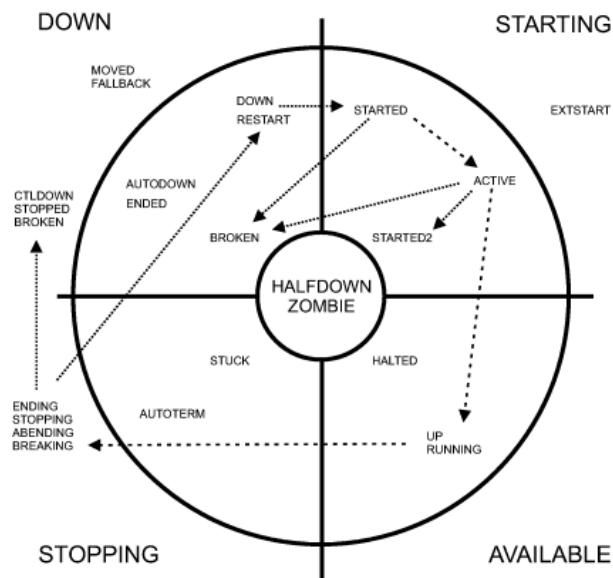 DOWN
STARTING
MOVED
FALLBACK
DOWN
RESTART
STARTED
EXTSTART
AUTODOWN
ENDED
ACTIVE
CTLDOWN
STOPPED
BROKEN
BROKEN
STARTED2
HALFDOWN
ZOMBIE
STUCK
HALTED
ENDING
STOPPING
ABENDING
BREAKING
AUTOTERM
UP
RUNNING
STOPPING
AVAILABLE